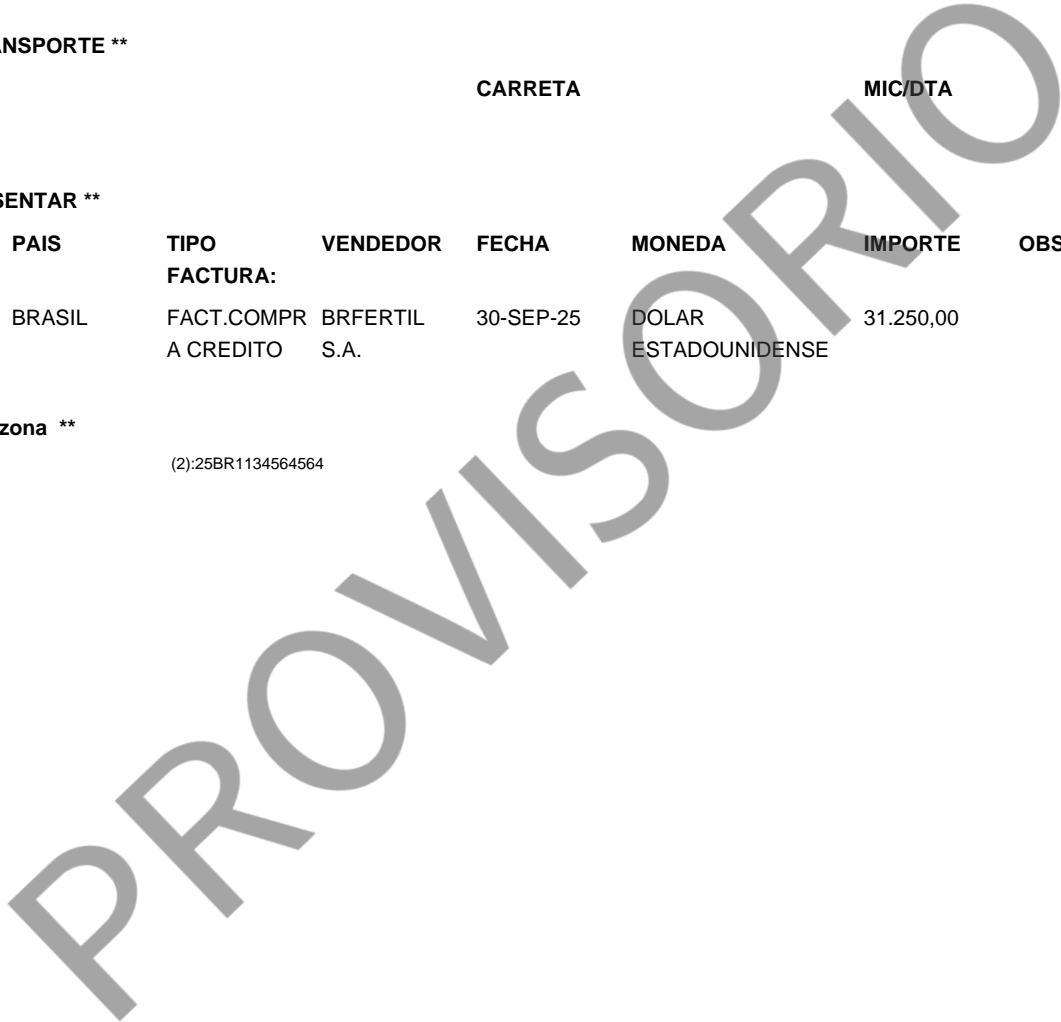 ANSPORTE **
CARRETA MIC/DTA
SENTAR **
PAIS TIPO VENDEDOR FECHA MONEDA IMPORTE OBS
FACTURA:
BRASIL FACT.COMPR BRFERTIL 30-SEP-25 DOLAR 31.250,00
A CREDITO S.A. ESTADOUNIDENSE
zona **
(2):25BR1134564564
PROVISORIO